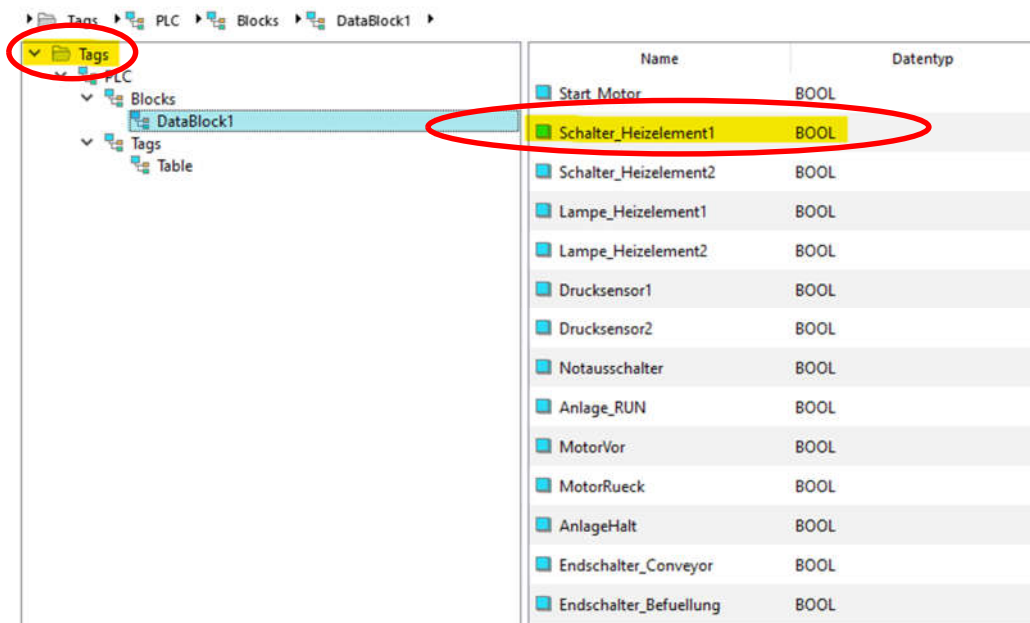 Tags PLC Blocks DataBlock1
Tags
PLC
Blocks
DataBlock1
Tags
Table
Name Datentyp
Start_Motor BOOL
Schalter_Heizelement1 BOOL
Schalter_Heizelement2 BOOL
Lampe_Heizelement1 BOOL
Lampe_Heizelement2 BOOL
Drucksensor1 BOOL
Drucksensor2 BOOL
Notausschalter BOOL
Anlage_RUN BOOL
MotorVor BOOL
MotorRueck BOOL
AnlageHalt BOOL
Endschalter_Conveyor BOOL
Endschalter_Befuellung BOOL